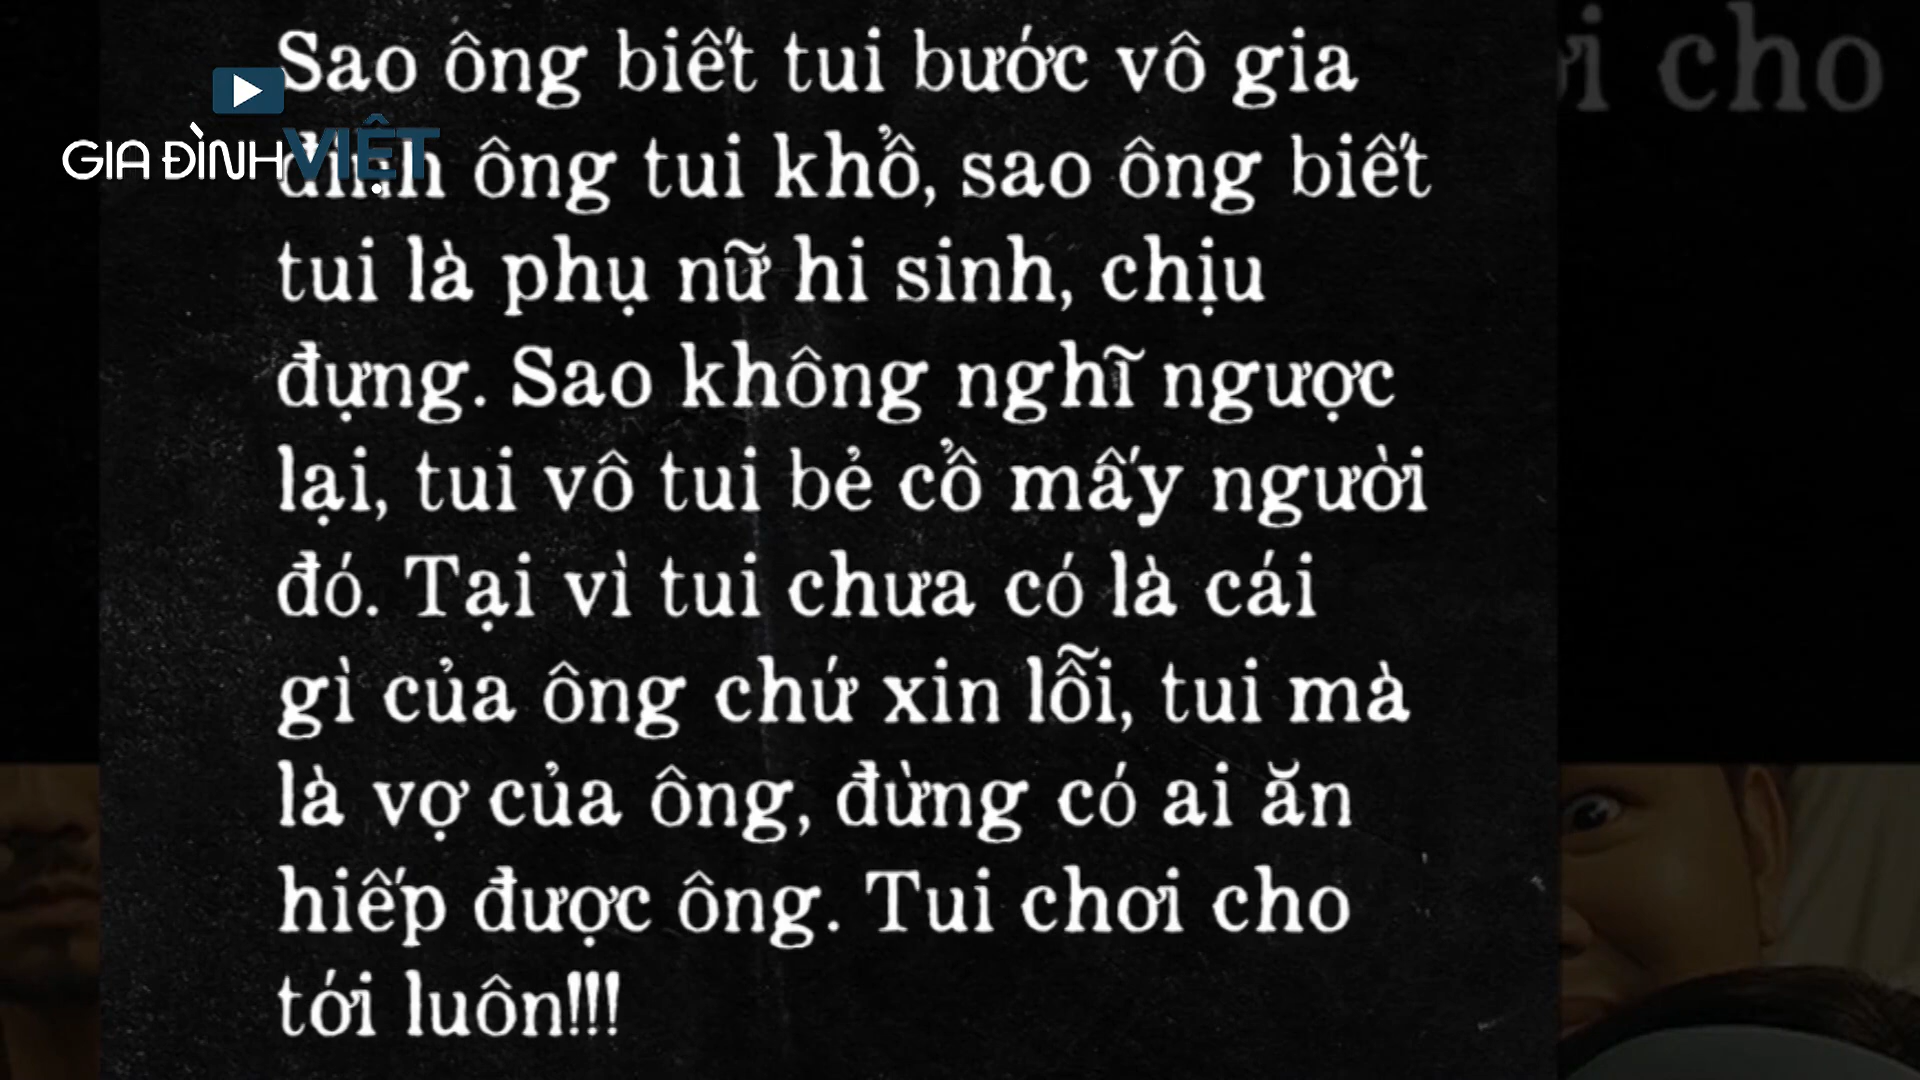 Sao ông biết tui bước vô gia
đình ông tui khổ, sao ông biết
tui là phụ nữ hi sinh, chịu
đựng. Sao không nghĩ ngược
lại, tui vô tui bẻ cổ mấy người
đó. Tại vì tui chưa có là cái
gì của ông chứ xin lỗi, tui mà
là vợ của ông, đừng có ai ăn
hiếp được ông. Tui chơi cho
tới luôn!!!
GIA ĐÌNH VIỆT
cho